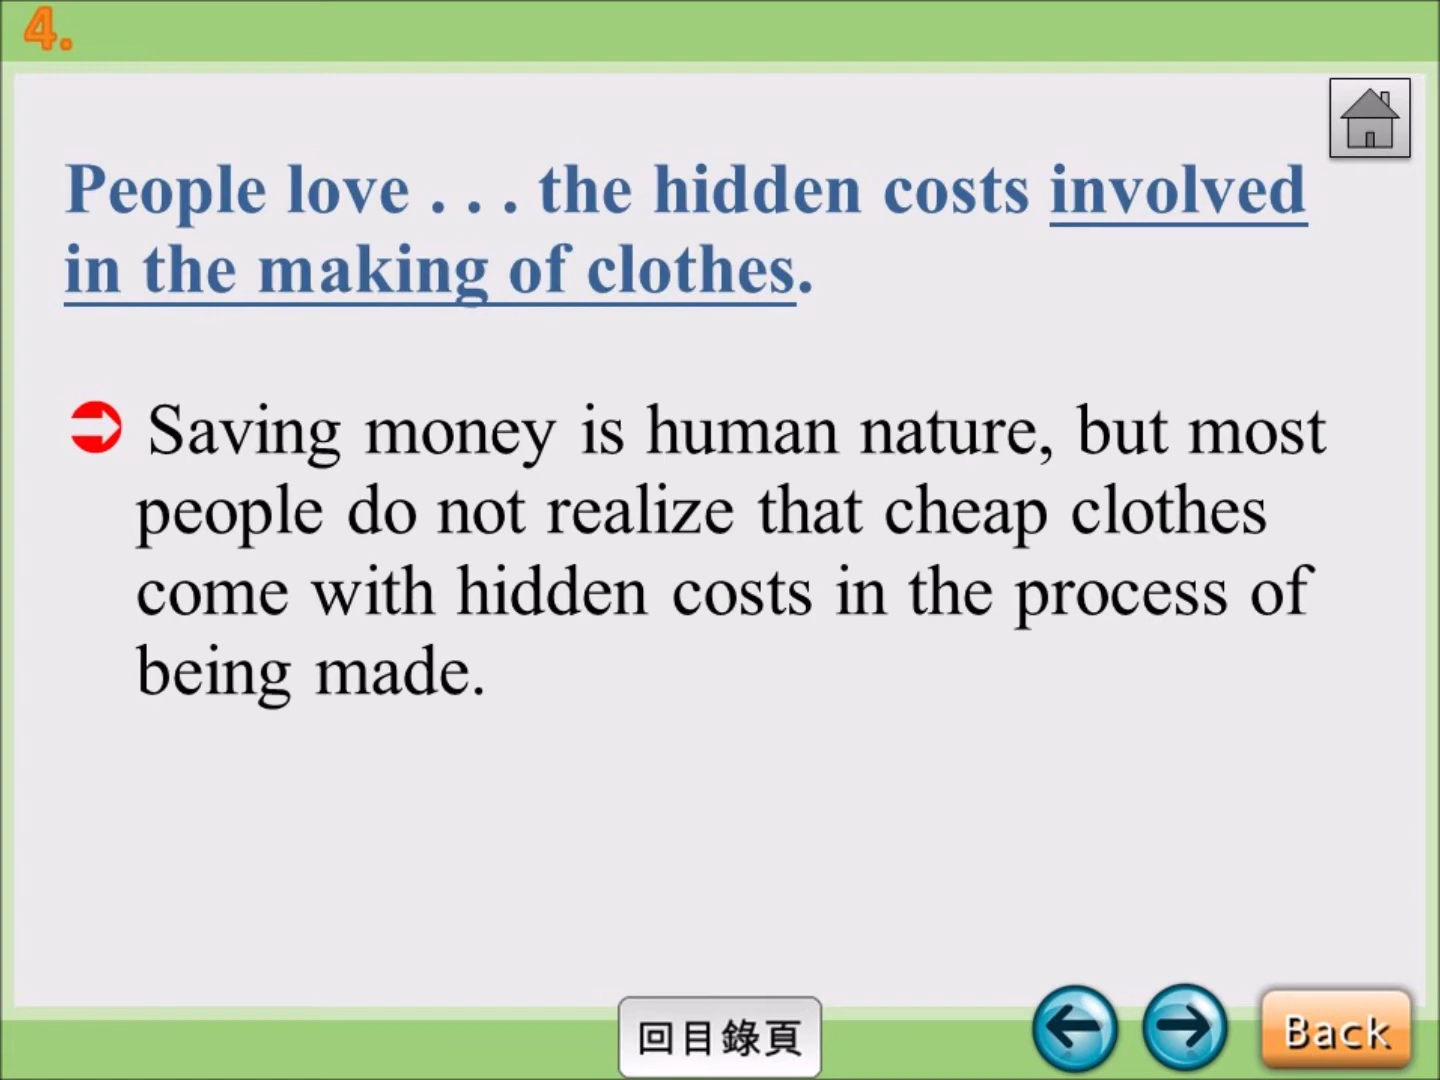 4.
People love . . . the hidden costs involved
in the making of clothes.
Saving money is human nature, but most
people do not realize that cheap clothes
come with hidden costs in the process of
being made.
回目錄頁
Back